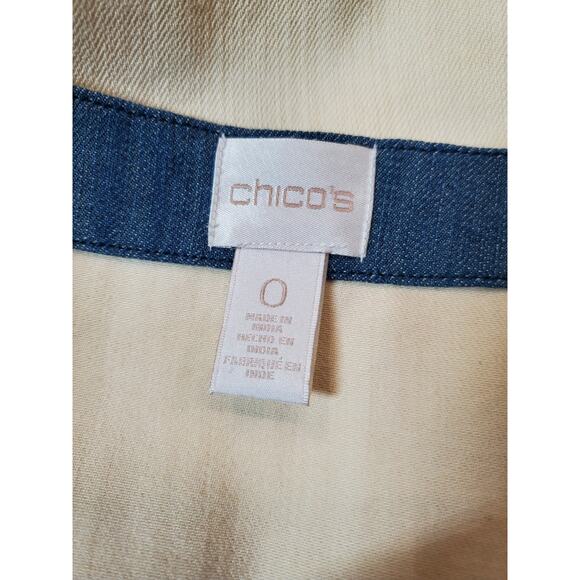 chico's
0
MADE IN
INDIA
HECHO EN
INDIA
FABRIQUÉ EN
INDE